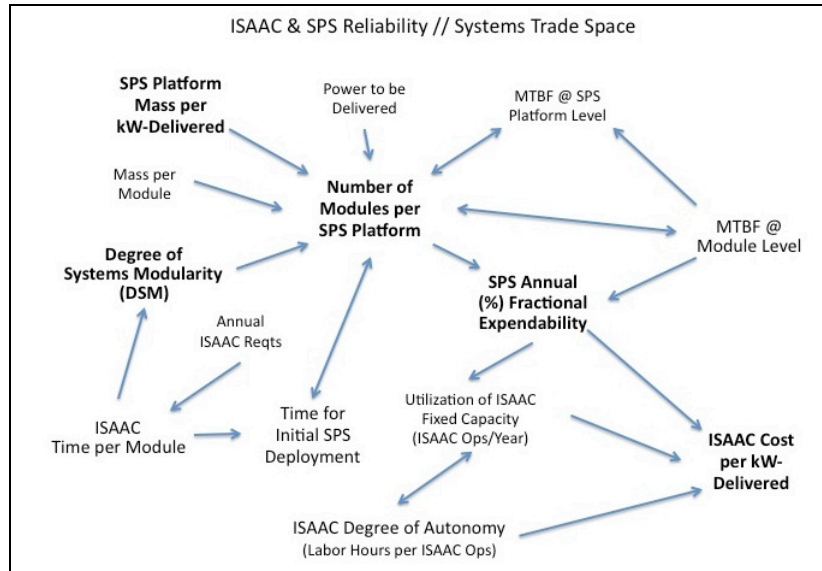 ISAAC & SPS Reliability // Systems Trade Space
SPS Platform
Mass per
kW-Delivered
Power to be
Delivered
MTBF @ SPS
Platform Level
Mass per
Module
Number of
Modules per
SPS Platform
MTBF @
Module Level
Degree of
Systems Modularity
(DSM)
SPS Annual
(%) Fractional
Expendability
Annual
ISAAC Reqts
ISAAC
Time per Module
Time for
Initial SPS
Deployment
Utilization of ISAAC
Fixed Capacity
(ISAAC Ops/Year)
ISAAC Cost
per kW-
Delivered
ISAAC Degree of Autonomy
(Labor Hours per ISAAC Ops)